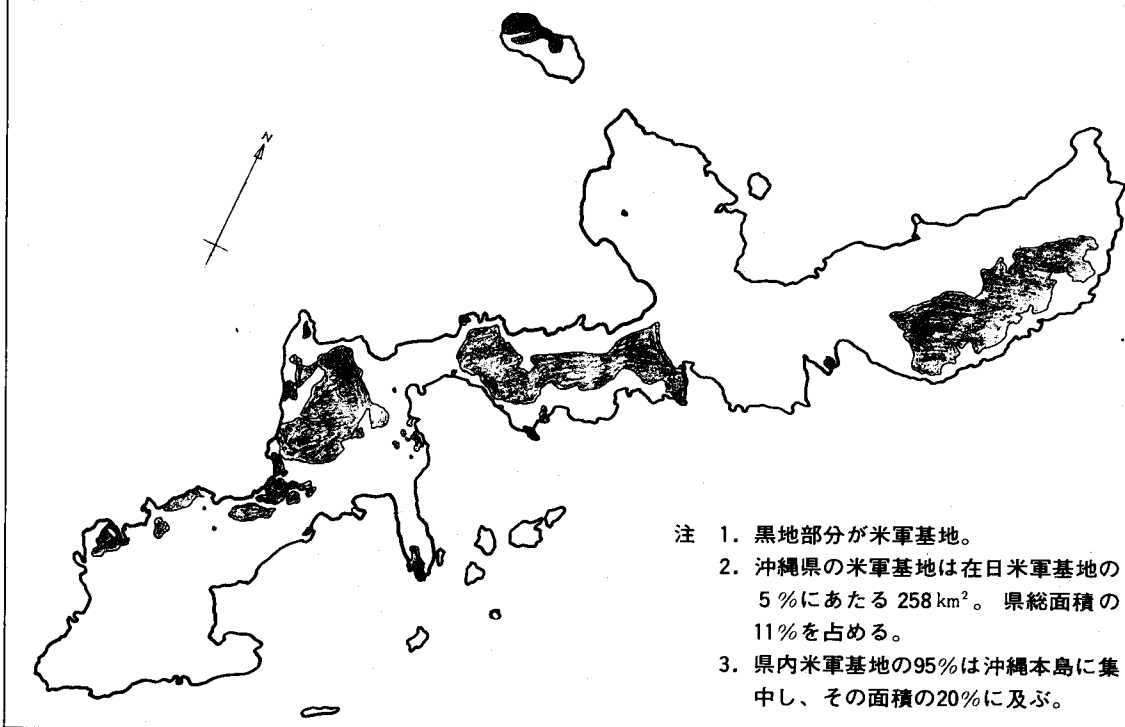 N
注 1. 黒地部分が米軍基地。
2. 沖縄県の米軍基地は在日米軍基地の
5%にあたる 258km²。 県総面積の
11%を占める。
3. 県内米軍基地の95%は沖縄本島に集
中し、その面積の20%に及ぶ。